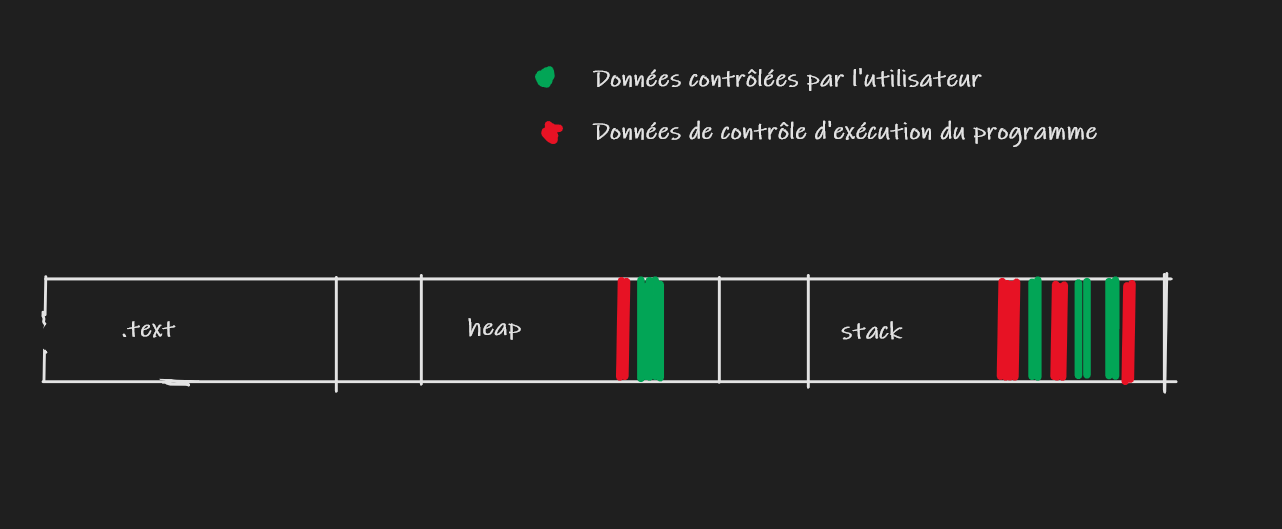 Données contrôlées par l'utilisateur
Données de contrôle d'exécution du programme
.text
heap
stack